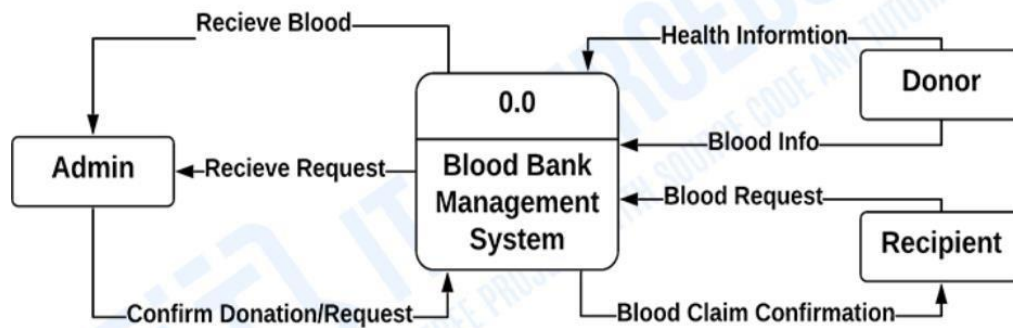 Recieve Blood
Health Informtion
0.0
Donor
Blood Info
Admin
Recieve Request
Blood Bank
Management
System
Blood Request
Recipient
Confirm Donation/Request
Blood Claim Confirmation